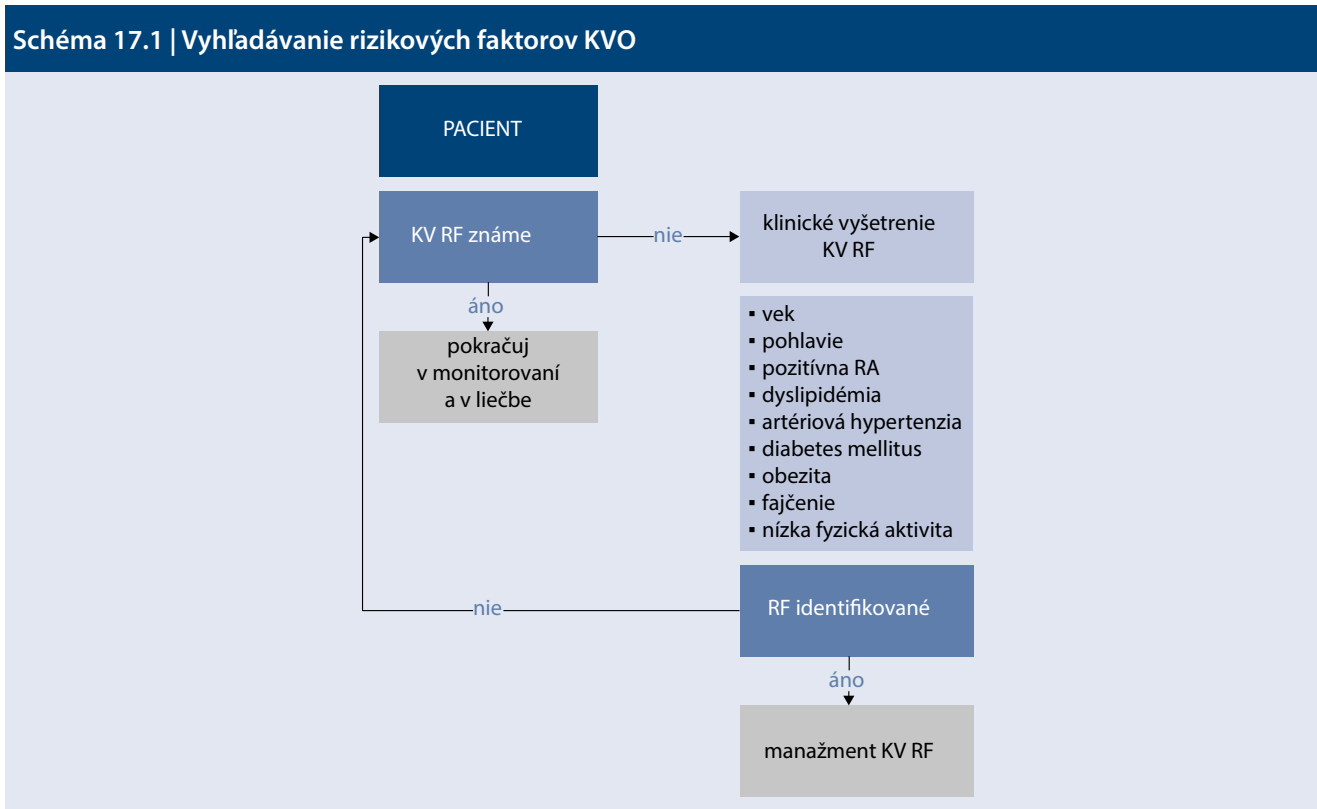 Schéma 17.1 | Vyhľadávanie rizikových faktorov KVO
PACIENT
KV RF známe
nie
klinické vyšetrenie
KV RF
áno
pokračuj
v monitorovaní
a v liečbe
▪ vek
▪ pohlavie
▪ pozitívna RA
▪ dyslipidémia
▪ artériová hypertenzia
▪ diabetes mellitus
▪ obezita
▪ fajčenie
▪ nízka fyzická aktivita
nie
RF identifikované
áno
manažment KV RF